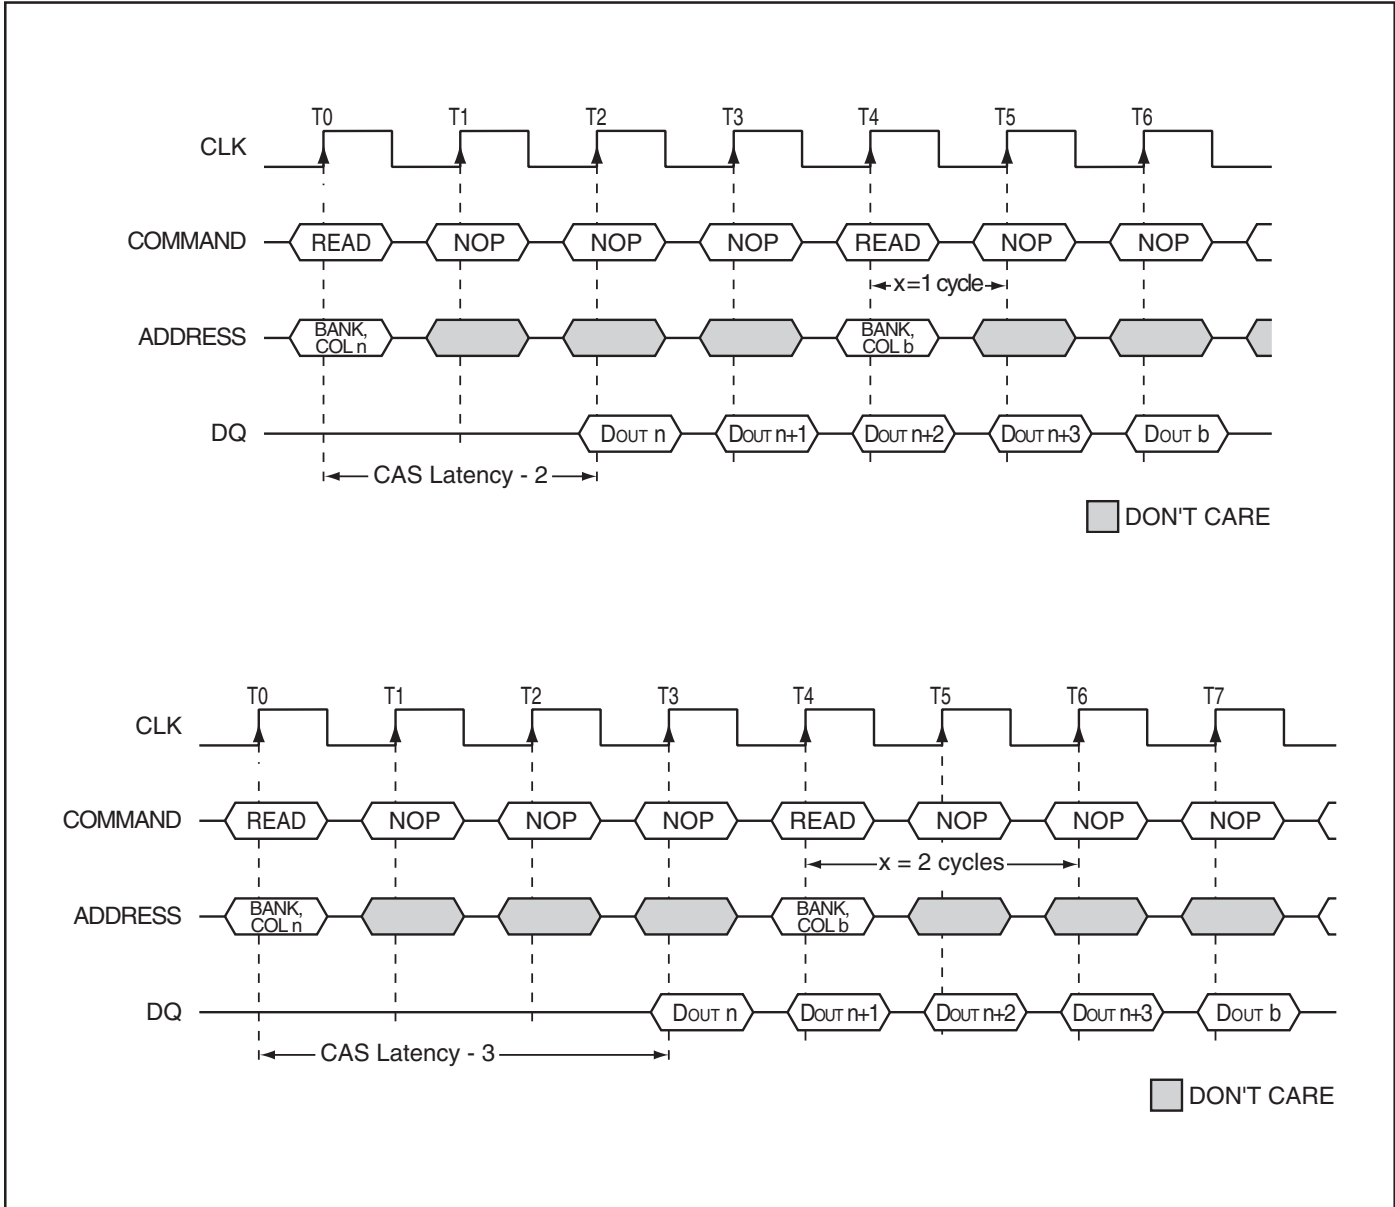 T0 T1 T2 T3 T4 T5 T6
CLK
COMMAND READ NOP NOP NOP READ NOP NOP
x=1 cycle
ADDRESS BANK, COL n BANK, COL b
DQ DOUT n DOUT n+1 DOUT n+2 DOUT n+3 DOUT b
CAS Latency - 2
DON'T CARE
T0 T1 T2 T3 T4 T5 T6 T7
CLK
COMMAND READ NOP NOP NOP READ NOP NOP NOP
x = 2 cycles
ADDRESS BANK, COL n BANK, COL b
DQ DOUT n DOUT n+1 DOUT n+2 DOUT n+3 DOUT b
CAS Latency - 3
DON'T CARE